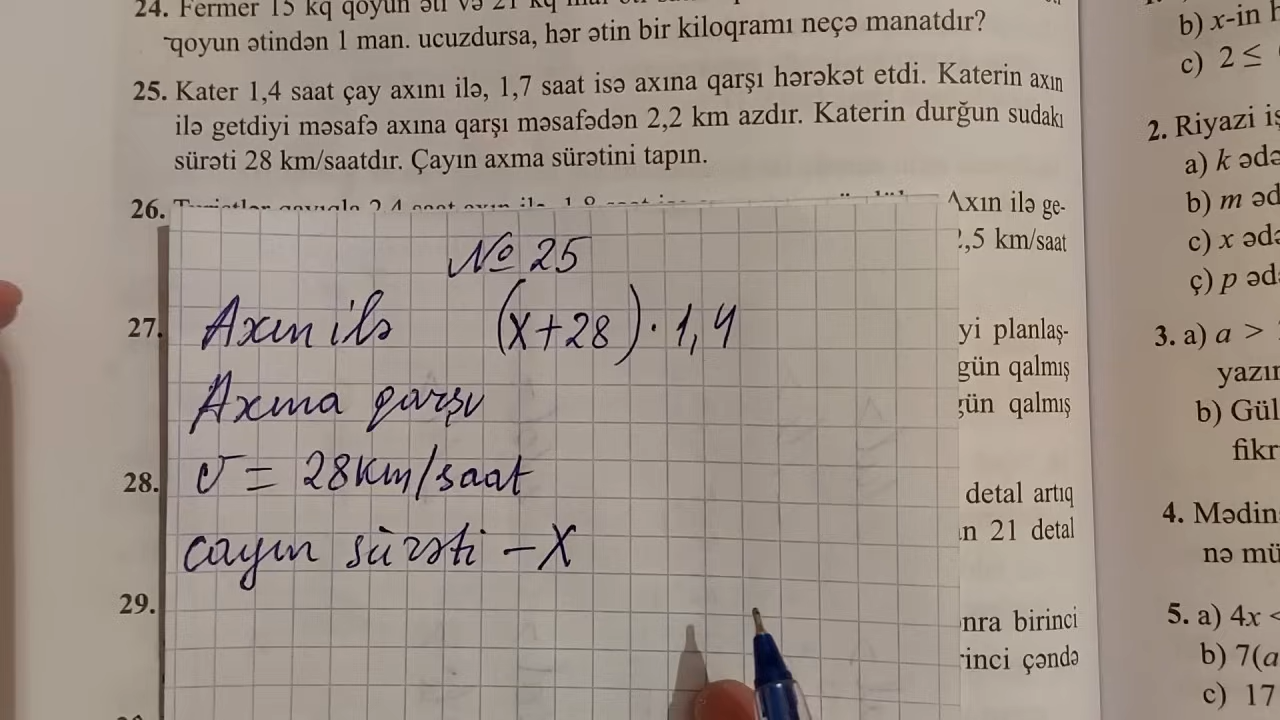 24. Fermer 15 kq qoyun əti və 21 kq
qoyun ətindən 1 man. ucuzdursa, hər ətin bir kiloqramı neçə manatdır?
25. Kater 1,4 saat çay axını ilə, 1,7 saat isə axına qarşı hərəkət etdi. Katerin axın
ilə getdiyi məsafə axına qarşı məsafədən 2,2 km azdır. Katerin durğun sudakı
sürəti 28 km/saatdır. Çayın axma sürətini tapın.
26. Axın ilə ge-
2,5 km/saat
№ 25
Axın ilə (x+28) · 1,4
27. yi planlaş-
gün qalmış
Axına qarşı
gün qalmış
28. v = 28km/saat
detal artıq
n 21 detal
cayın sürəti – X
29.
nra birinci
rinci çəndə
b) x-in
c) 2 ≤
2. Riyazi
a) k ədə
b) m əd
c) x ədə
ç) p əd
3. a) a >
yazın
b) Gül
fikr
4. Mədin
nə mü
5. a) 4x <
b) 7(a
c) 17